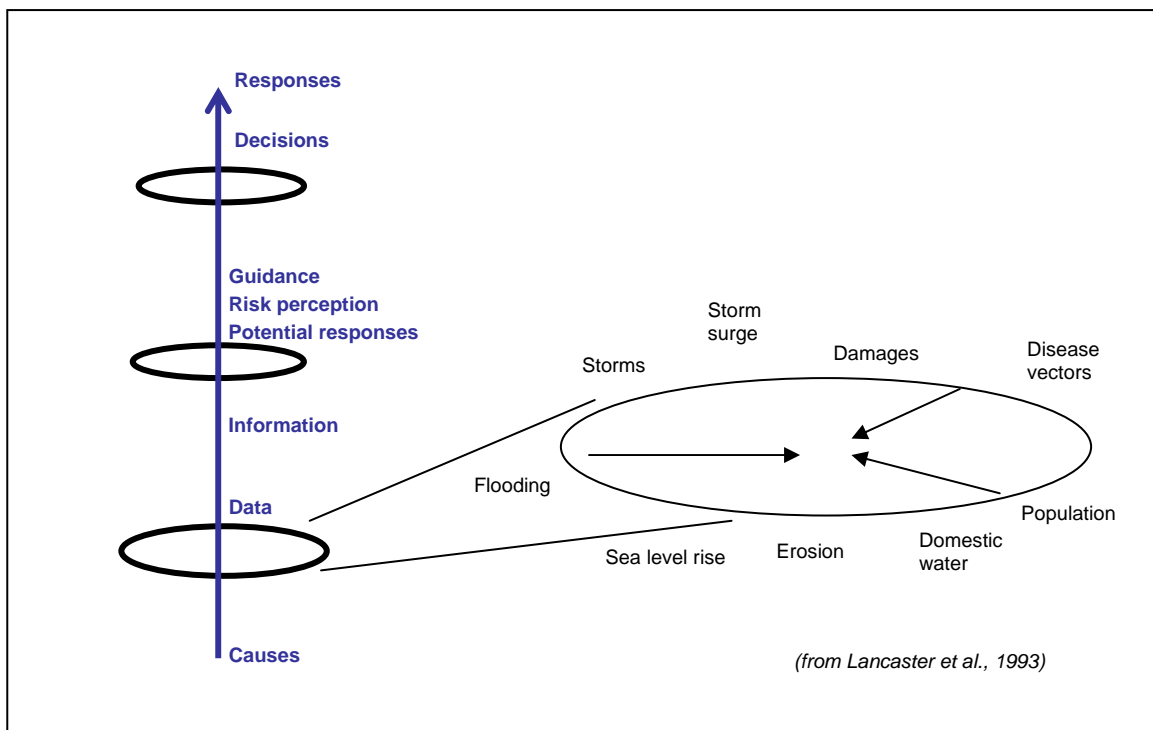 Responses
Decisions
Guidance
Risk perception
Potential responses
Information
Data
Causes
Storm
surge
Storms
Damages
Disease
vectors
Flooding
Sea level rise
Erosion
Domestic
water
Population
(from Lancaster et al., 1993)